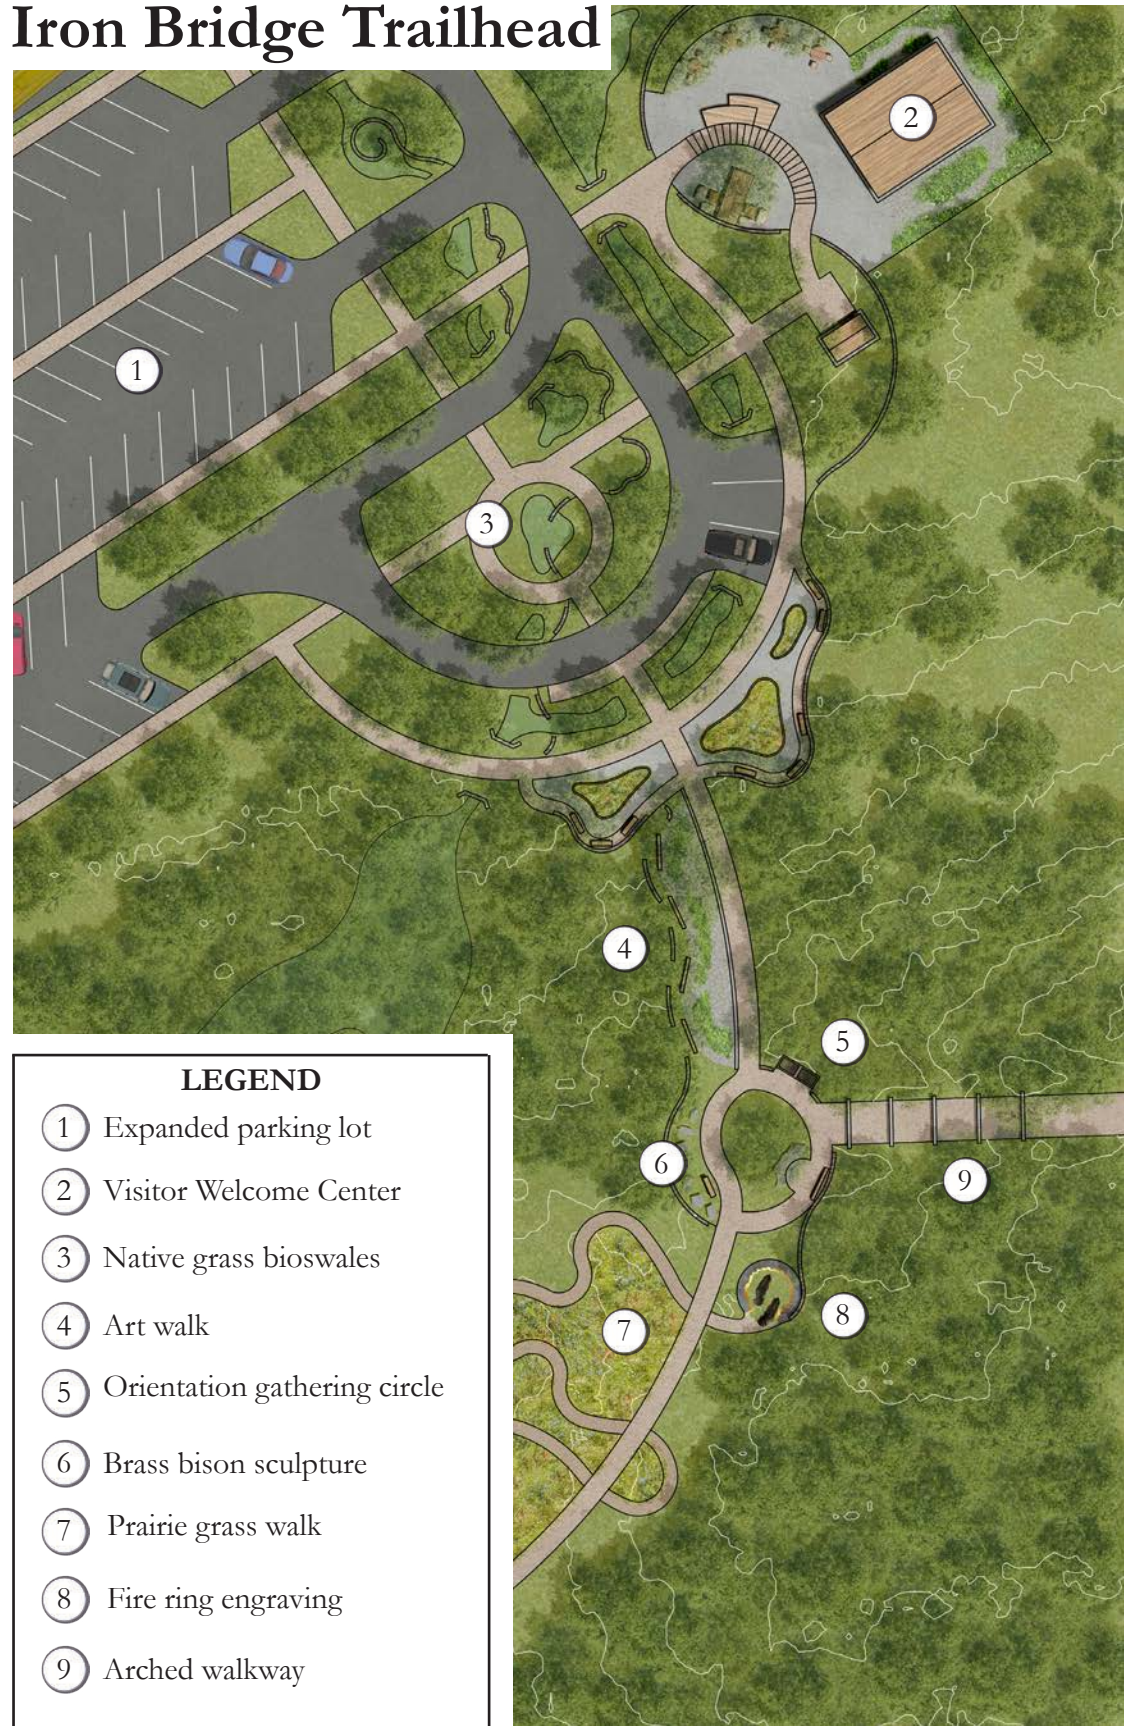 Iron Bridge Trailhead
2
1
3
4
5
6
9
8
7
LEGEND
1 Expanded parking lot
2 Visitor Welcome Center
3 Native grass bioswales
4 Art walk
5 Orientation gathering circle
6 Brass bison sculpture
7 Prairie grass walk
8 Fire ring engraving
9 Arched walkway